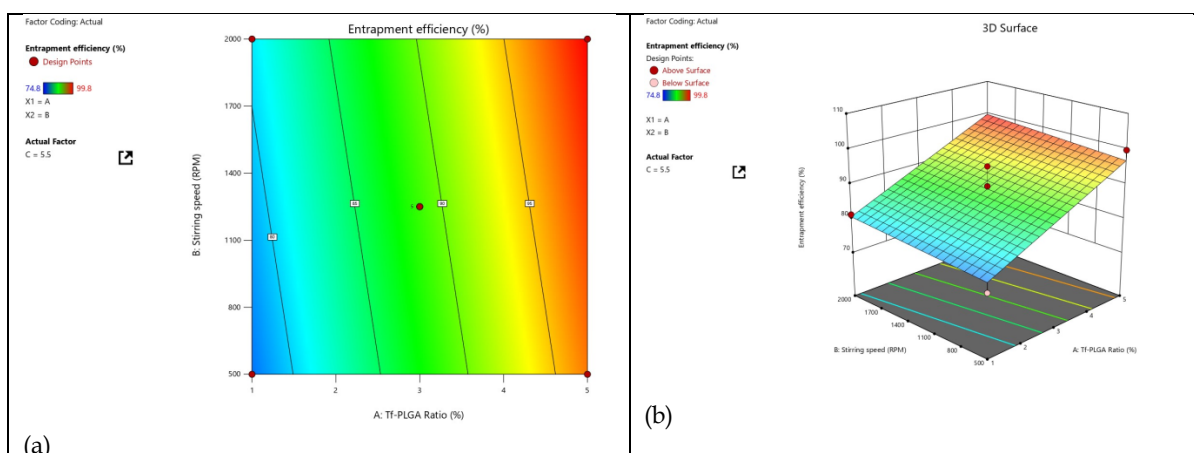 Factor Coding: Actual
Entrapment efficiency (%)
Entrapment efficiency (%)
Design Points
74.8 99.8
X1 = A
X2 = B
Actual Factor
C = 5.5
B: Stirring speed (RPM)
2000
1700
1400
1100
800
500
1 2 3 4 5
A: Tf-PLGA Ratio (%)
(a)
Factor Coding: Actual
3D Surface
Entrapment efficiency (%)
Design Points:
Above Surface
Below Surface
74.8 99.8
X1 = A
X2 = B
Actual Factor
C = 5.5
Entrapment efficiency (%)
110
100
90
80
70
2000
1700
1400
1100
800
500
1
2
3
4
5
B: Stirring speed (RPM)
A: Tf-PLGA Ratio (%)
(b)